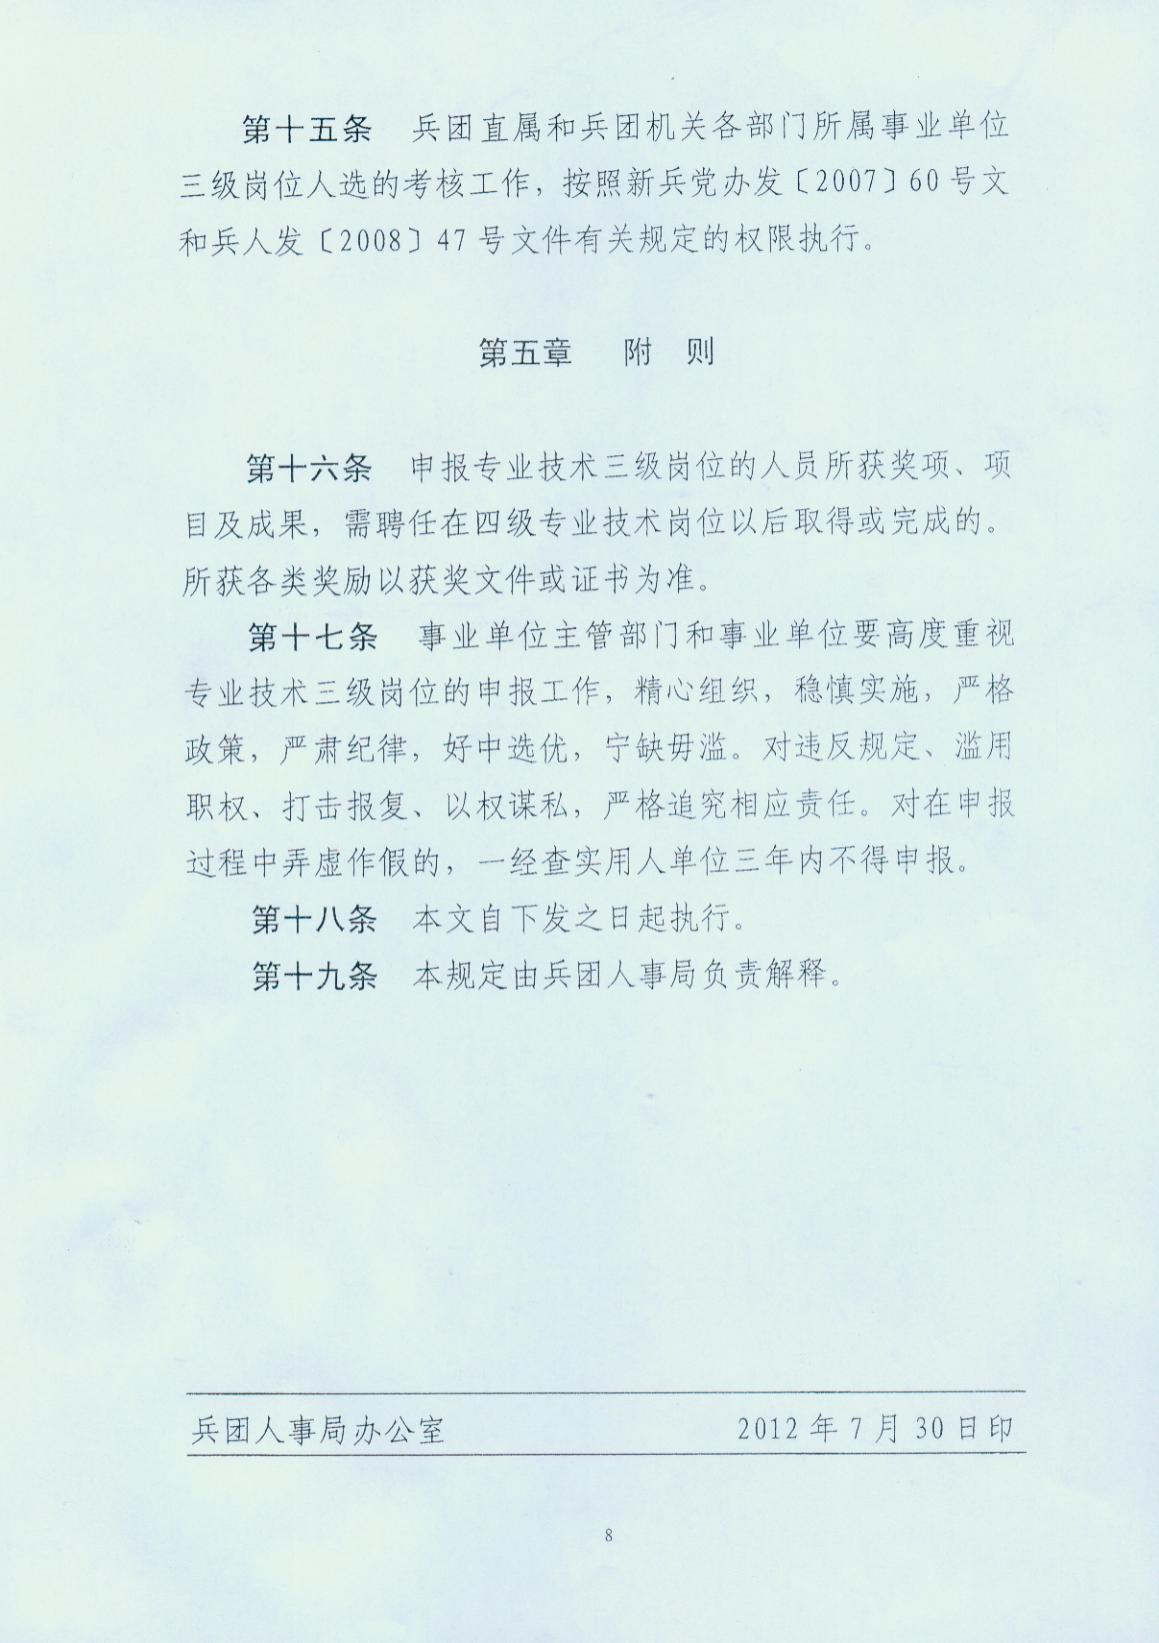 第十五条 兵团直属和兵团机关各部门所属事业单位
三级岗位人选的考核工作，按照新兵党办发〔2007〕60 号文
和兵人发〔2008〕47 号文件有关规定的权限执行。
第五章 附 则
第十六条 申报专业技术三级岗位的人员所获奖项、项
目及成果，需聘任在四级专业技术岗位以后取得或完成的。
所获各类奖励以获奖文件或证书为准。
第十七条 事业单位主管部门和事业单位要高度重视
专业技术三级岗位的申报工作，精心组织，稳慎实施，严格
政策，严肃纪律，好中选优，宁缺毋滥。对违反规定、滥用
职权、打击报复、以权谋私，严格追究相应责任。对在申报
过程中弄虚作假的，一经查实用人单位三年内不得申报。
第十八条 本文自下发之日起执行。
第十九条 本规定由兵团人事局负责解释。
兵团人事局办公室 2012 年 7 月 30 日印
8